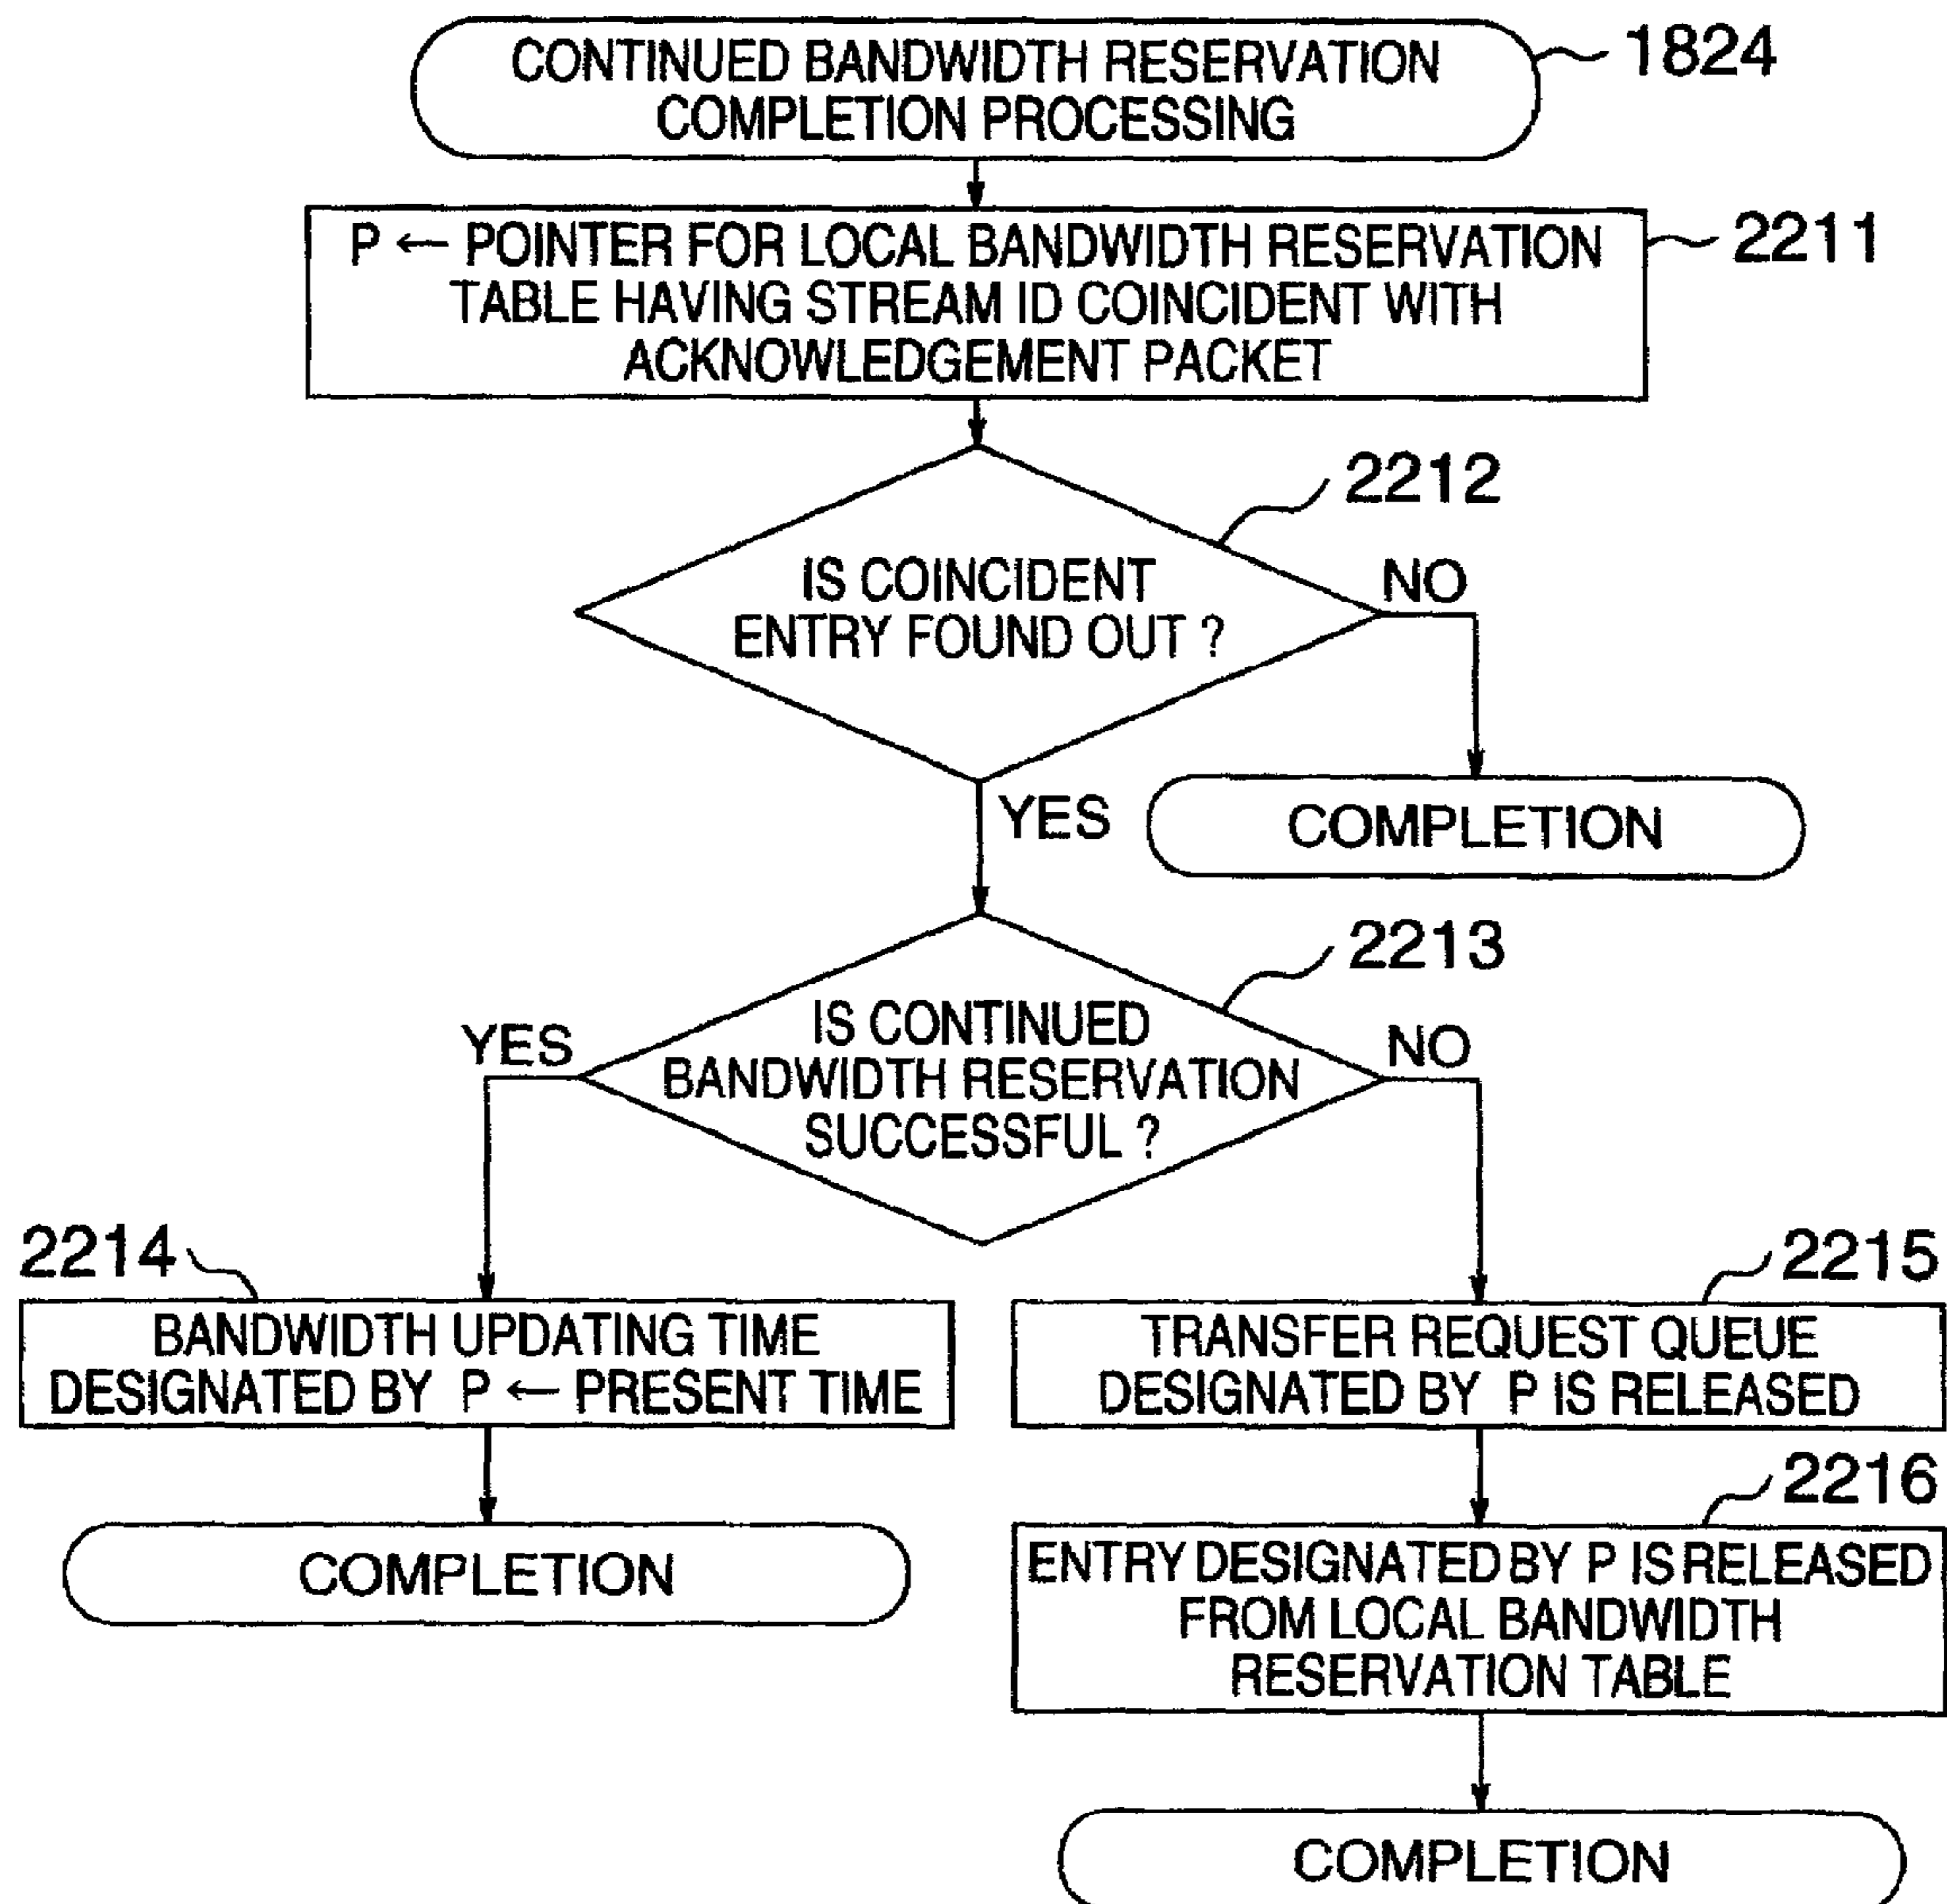 CONTINUED BANDWIDTH RESERVATION
COMPLETION PROCESSING
1824
P ← POINTER FOR LOCAL BANDWIDTH RESERVATION
TABLE HAVING STREAM ID COINCIDENT WITH
ACKNOWLEDGEMENT PACKET
2211
2212
IS COINCIDENT
ENTRY FOUND OUT ?
NO
YES
COMPLETION
2213
IS CONTINUED
BANDWIDTH RESERVATION
SUCCESSFUL ?
YES
NO
2214
BANDWIDTH UPDATING TIME
DESIGNATED BY P ← PRESENT TIME
COMPLETION
2215
TRANSFER REQUEST QUEUE
DESIGNATED BY P IS RELEASED
2216
ENTRY DESIGNATED BY P IS RELEASED
FROM LOCAL BANDWIDTH
RESERVATION TABLE
COMPLETION